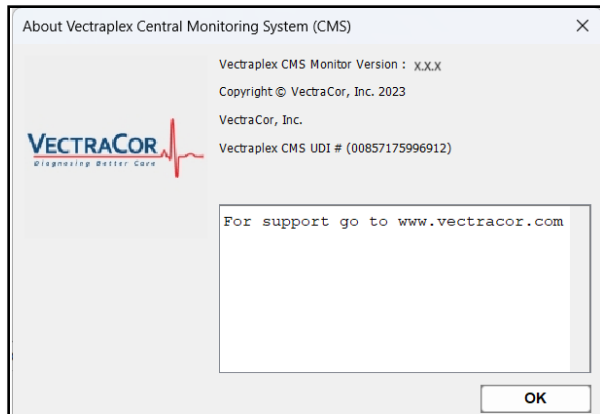 About Vectraplex Central Monitoring System (CMS)
Vectraplex CMS Monitor Version : X.X.X
Copyright © VectraCor, Inc. 2023
VectraCor, Inc.
Vectraplex CMS UDI # (00857175996912)
VECTRACOR
Diagnosing Better Care
For support go to www.vectracor.com
OK